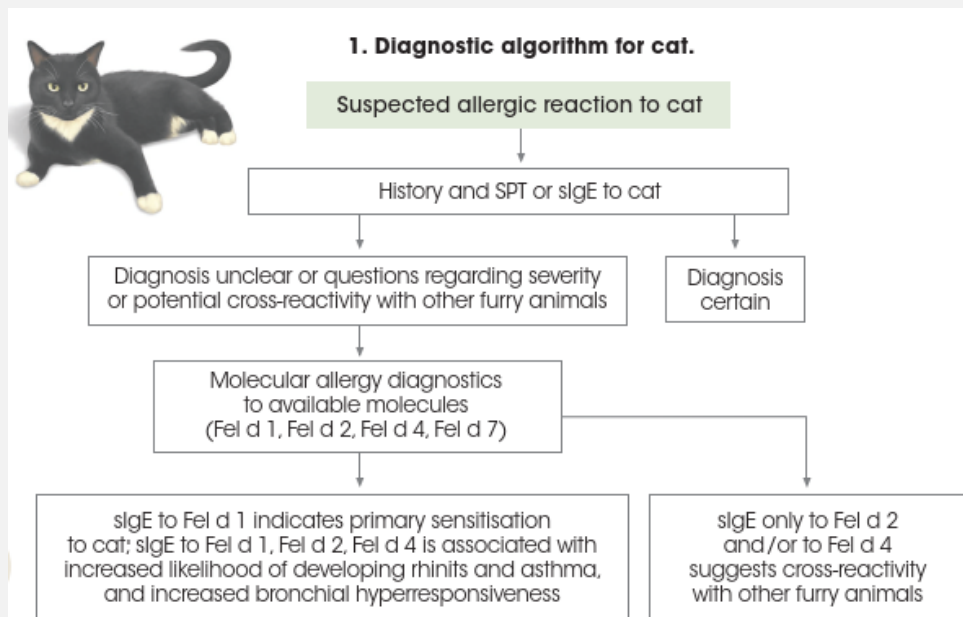 1. Diagnostic algorithm for cat.
Suspected allergic reaction to cat
History and SPT or sIgE to cat
Diagnosis unclear or questions regarding severity
or potential cross-reactivity with other furry animals
Diagnosis
certain
Molecular allergy diagnostics
to available molecules
(Fel d 1, Fel d 2, Fel d 4, Fel d 7)
sIgE to Fel d 1 indicates primary sensitisation
to cat; sIgE to Fel d 1, Fel d 2, Fel d 4 is associated with
increased likelihood of developing rhinits and asthma,
and increased bronchial hyperresponsiveness
sIgE only to Fel d 2
and/or to Fel d 4
suggests cross-reactivity
with other furry animals